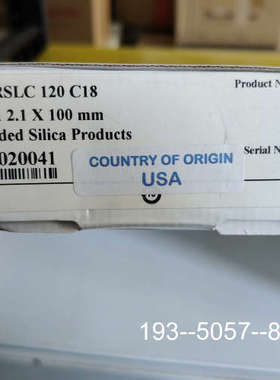 RSLC 120 C18
Product N
2.1 X 100 mm
ded Silica Products
020041
COUNTRY OF ORIGIN
USA
Serial N
193--5057--8